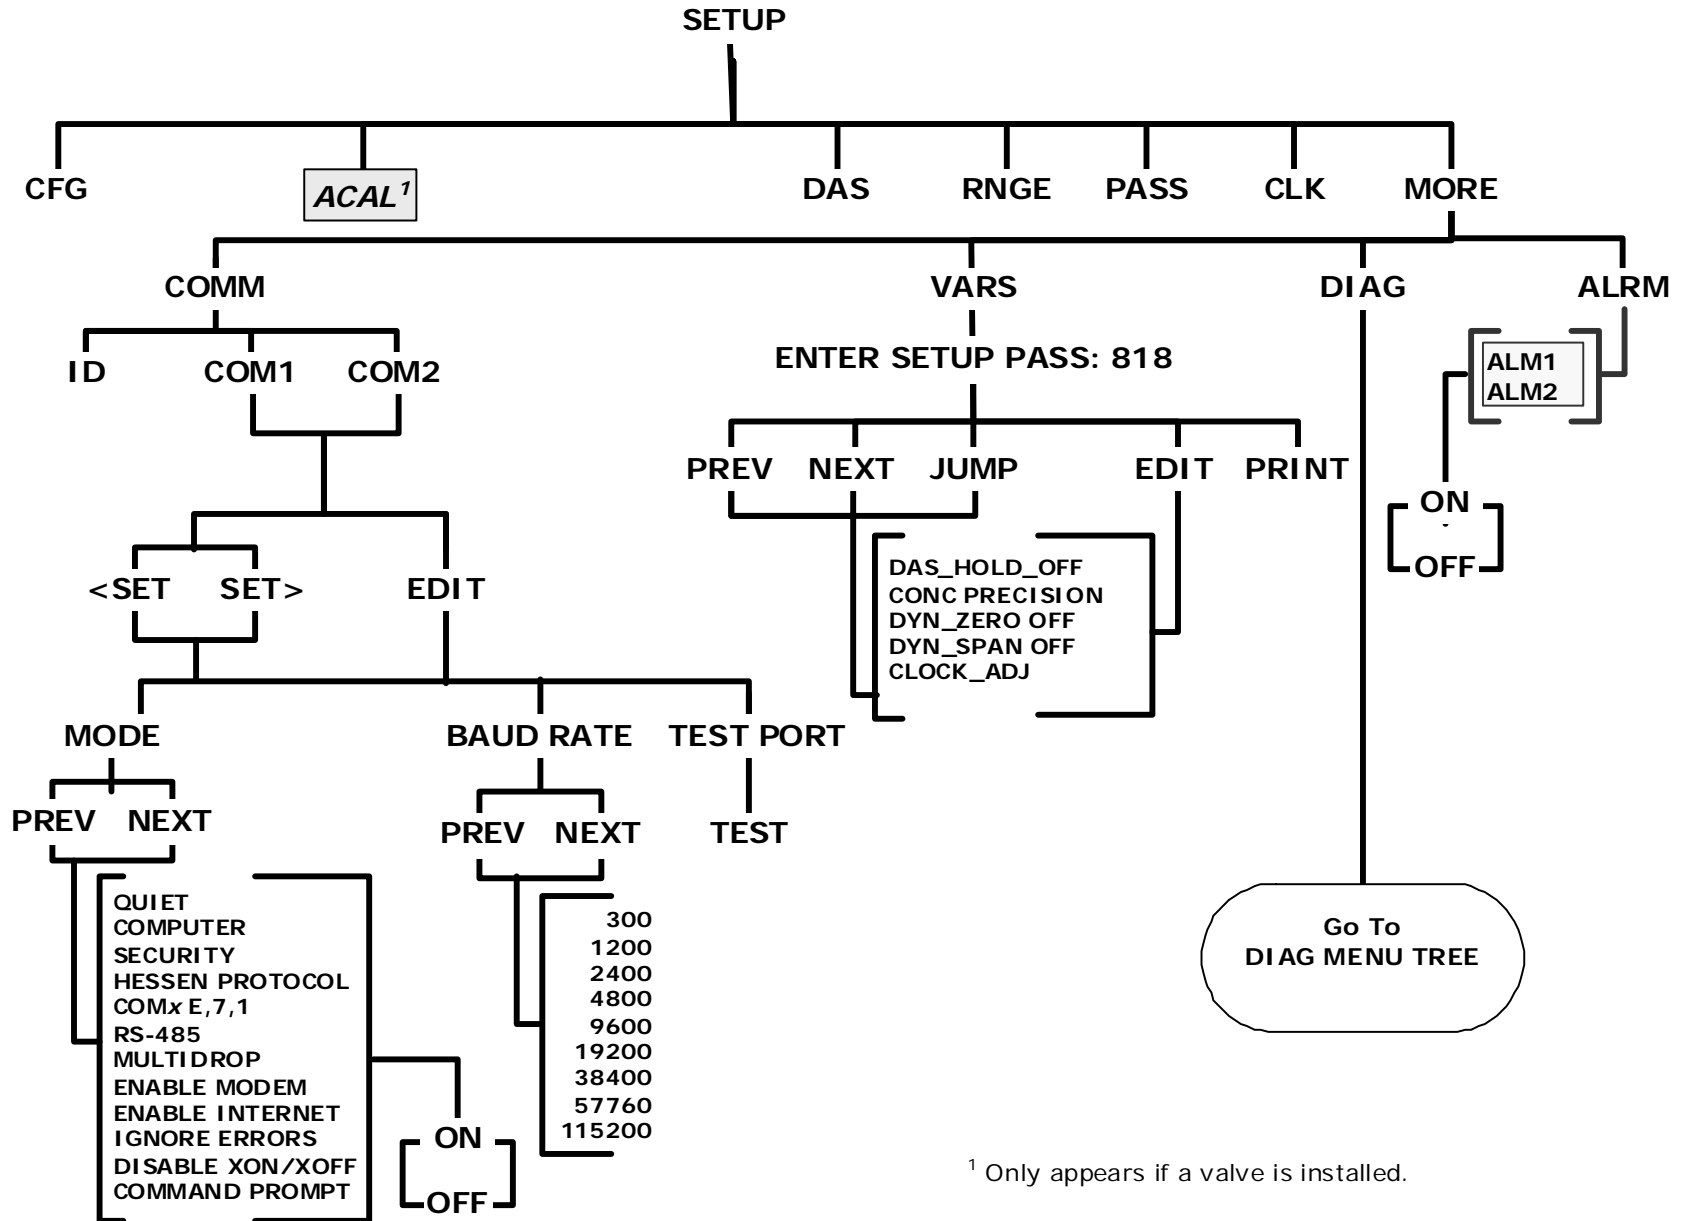 SETUP
CFG ACAL¹ DAS RNGE PASS CLK MORE
COMM VARS DIAG ALRM
ID COM1 COM2
ENTER SETUP PASS: 818
ALM1
ALM2
PREV NEXT JUMP EDIT PRINT
ON
OFF
<SET SET> EDIT
DAS_HOLD_OFF
CONC PRECISION
DYN_ZERO OFF
DYN_SPAN OFF
CLOCK_ADJ
MODE BAUD RATE TEST PORT
PREV NEXT
PREV NEXT
TEST
QUIET
COMPUTER
SECURITY
HESSEN PROTOCOL
COMx E,7,1
RS-485
MULTIDROP
ENABLE MODEM
ENABLE INTERNET
IGNORE ERRORS
DISABLE XON/XOFF
COMMAND PROMPT
ON
OFF
300
1200
2400
4800
9600
19200
38400
57760
115200
Go To
DIAG MENU TREE
¹ Only appears if a valve is installed.